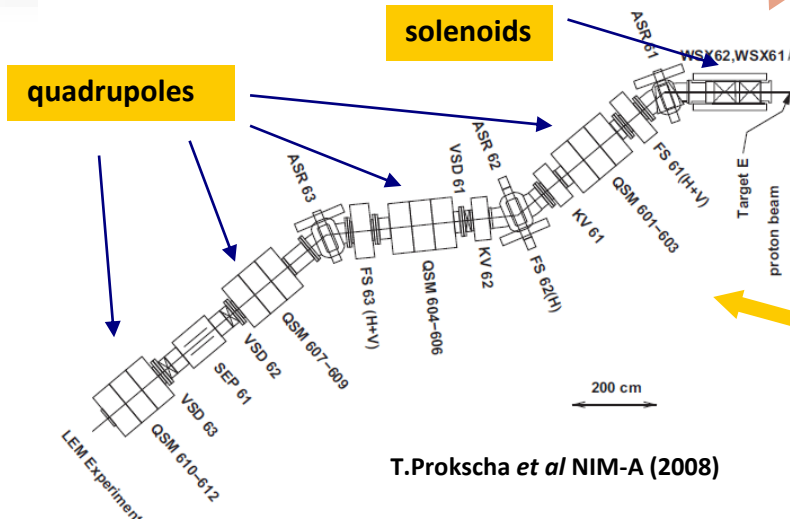 solenoids
quadrupoles
ASR 61
WSX62,WSX61 /
ASR 62
VSD 61
ASR 63
FS 61(H+V)
Target E
proton beam
QSM 601–603
KV 61
FS 62(H)
KV 62
QSM 604–606
FS 63 (H+V)
QSM 607–609
VSD 62
SEP 61
VSD 63
QSM 610–612
LEM Experiment
200 cm
T.Prokscha et al NIM-A (2008)